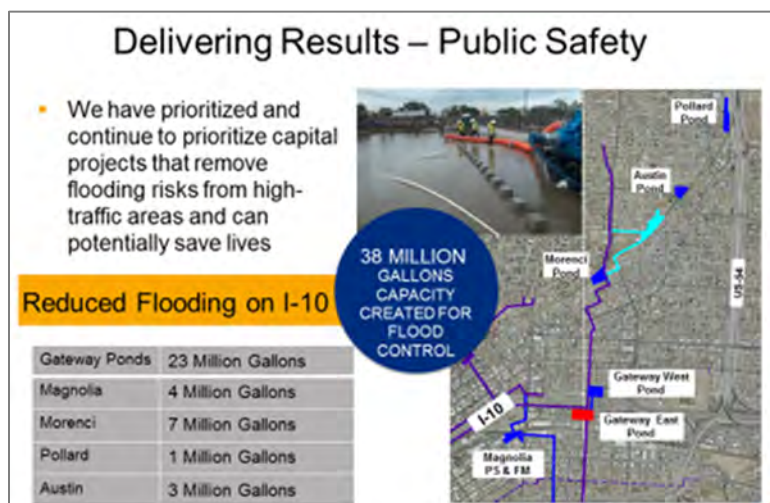 Delivering Results – Public Safety
▪ We have prioritized and
continue to prioritize capital
projects that remove
flooding risks from high-
traffic areas and can
potentially save lives
Reduced Flooding on I-10
38 MILLION
GALLONS
CAPACITY
CREATED FOR
FLOOD
CONTROL
Gateway Ponds 23 Million Gallons
Magnolia 4 Million Gallons
Morenci 7 Million Gallons
Pollard 1 Million Gallons
Austin 3 Million Gallons
Pollard
Pond
Austin
Pond
Morenci
Pond
US-54
Gateway West
Pond
I-10
Gateway East
Pond
Magnolia
PS & FM